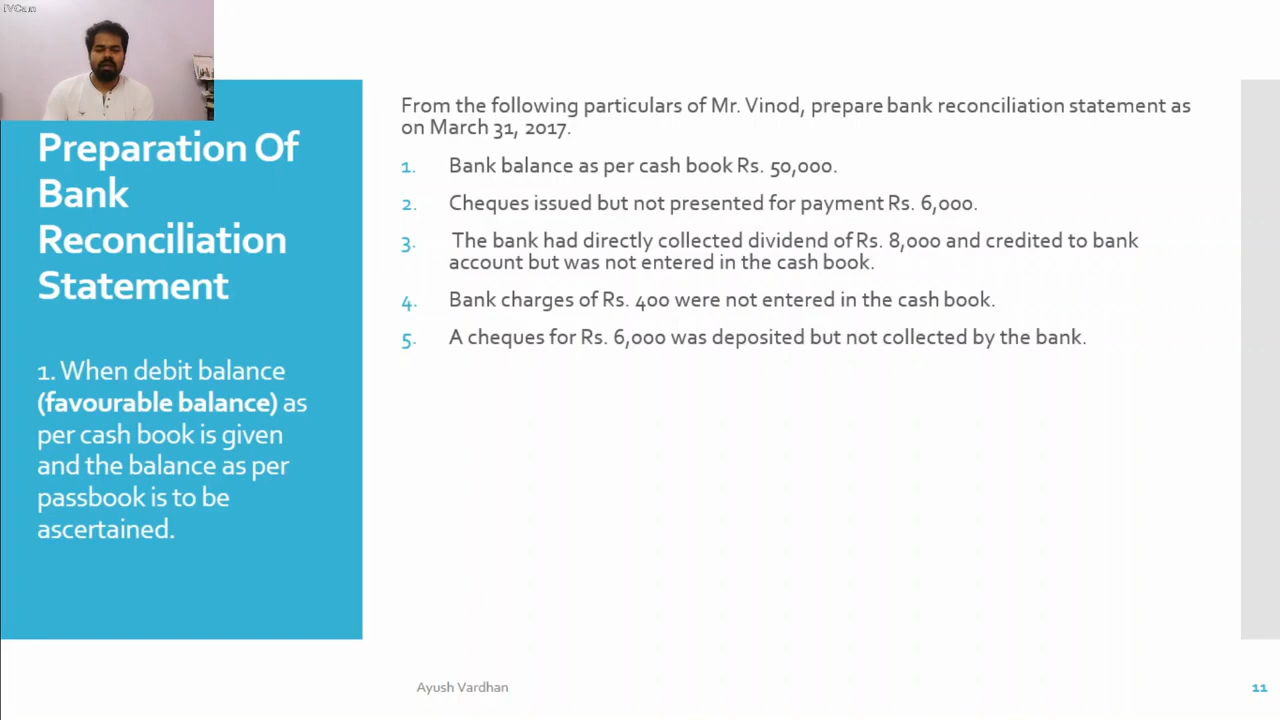 iVCam
Preparation Of
Bank
Reconciliation
Statement
1. When debit balance
(favourable balance) as
per cash book is given
and the balance as per
passbook is to be
ascertained.
From the following particulars of Mr. Vinod, prepare bank reconciliation statement as
on March 31, 2017.
1. Bank balance as per cash book Rs. 50,000.
2. Cheques issued but not presented for payment Rs. 6,000.
3. The bank had directly collected dividend of Rs. 8,000 and credited to bank
account but was not entered in the cash book.
4. Bank charges of Rs. 400 were not entered in the cash book.
5. A cheques for Rs. 6,000 was deposited but not collected by the bank.
Ayush Vardhan
11